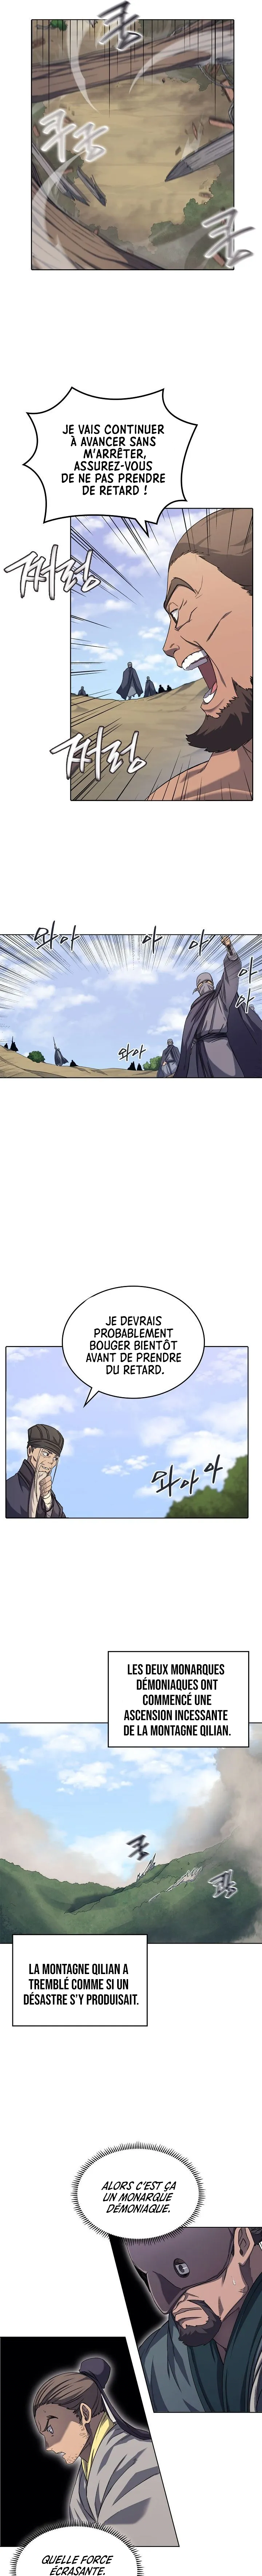 쿵
쿵
쿵
쿵
JE VAIS CONTINUER
À AVANCER SANS
M'ARRÊTER,
ASSUREZ-VOUS
DE NE PAS PRENDRE
DE RETARD !
쩌렁
쩌렁
와아
아
아
아
아
와아
JE DEVRAIS
PROBABLEMENT
BOUGER BIENTÔT
AVANT DE PRENDRE
DU RETARD.
와아아
LES DEUX MONARQUES
DÉMONIAQUES ONT
COMMENCÉ UNE
ASCENSION INCESSANTE
DE LA MONTAGNE QILIAN.
쿵
쾅
LA MONTAGNE QILIAN A
TREMBLÉ COMME SI UN
DÉSASTRE S'Y PRODUISAIT.
ALORS C'EST ÇA
UN MONARQUE
DÉMONIAQUE.
QUELLE FORCE
ÉCRASANTE.